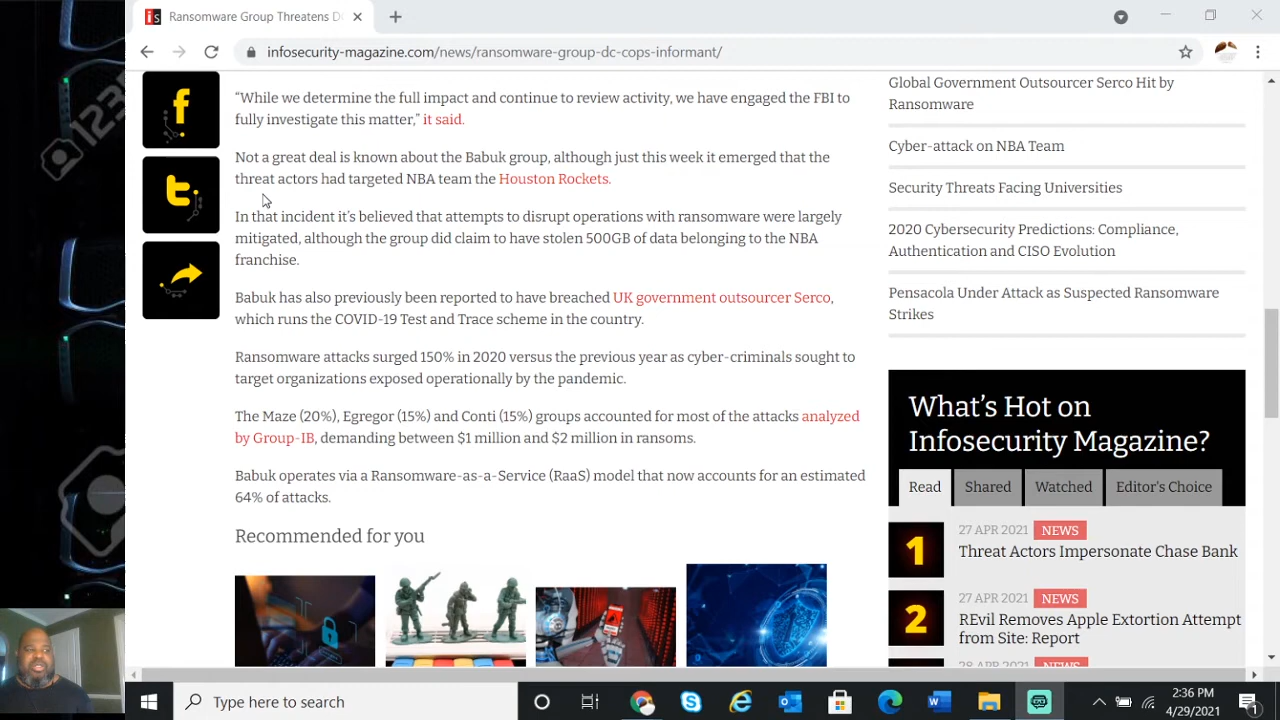 Ransomware Group Threatens DC
infosecurity-magazine.com/news/ransomware-group-dc-cops-informant/
“While we determine the full impact and continue to review activity, we have engaged the FBI to
fully investigate this matter,” it said.
Not a great deal is known about the Babuk group, although just this week it emerged that the
threat actors had targeted NBA team the Houston Rockets.
In that incident it’s believed that attempts to disrupt operations with ransomware were largely
mitigated, although the group did claim to have stolen 500GB of data belonging to the NBA
franchise.
Babuk has also previously been reported to have breached UK government outsourcer Serco,
which runs the COVID-19 Test and Trace scheme in the country.
Ransomware attacks surged 150% in 2020 versus the previous year as cyber-criminals sought to
target organizations exposed operationally by the pandemic.
The Maze (20%), Egregor (15%) and Conti (15%) groups accounted for most of the attacks analyzed
by Group-IB, demanding between $1 million and $2 million in ransoms.
Babuk operates via a Ransomware-as-a-Service (RaaS) model that now accounts for an estimated
64% of attacks.
Recommended for you
Global Government Outsourcer Serco Hit by
Ransomware
Cyber-attack on NBA Team
Security Threats Facing Universities
2020 Cybersecurity Predictions: Compliance,
Authentication and CISO Evolution
Pensacola Under Attack as Suspected Ransomware
Strikes
What’s Hot on
Infosecurity Magazine?
Read Shared Watched Editor's Choice
1
27 APR 2021 NEWS
Threat Actors Impersonate Chase Bank
2
27 APR 2021 NEWS
REvil Removes Apple Extortion Attempt
from Site: Report
28 APR 2021 NEWS
Type here to search
2:36 PM
4/29/2021